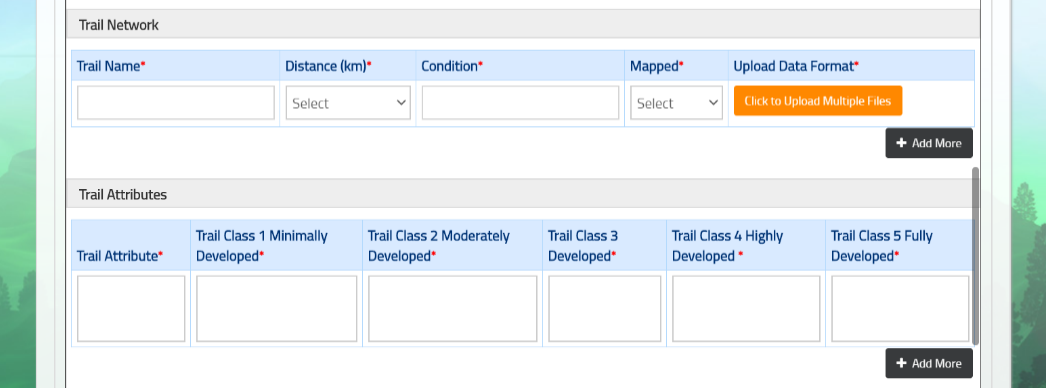 Trail Network
Trail Name* Distance (km)* Condition* Mapped* Upload Data Format*
Select Select Click to Upload Multiple Files
+ Add More
Trail Attributes
Trail Attribute* Trail Class 1 Minimally Developed* Trail Class 2 Moderately Developed* Trail Class 3 Developed* Trail Class 4 Highly Developed * Trail Class 5 Fully Developed*
+ Add More